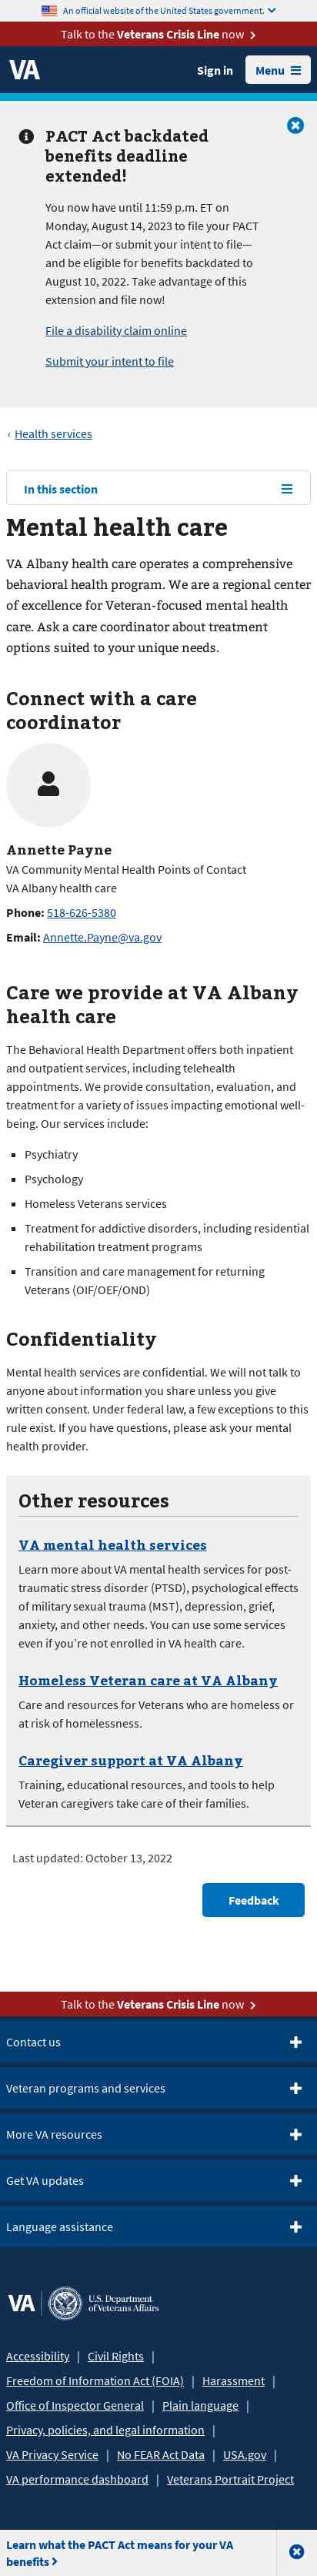 An official website of the United States government.
Talk to the Veterans Crisis Line now
VA
Sign in
Menu
PACT Act backdated
benefits deadline
extended!
You now have until 11:59 p.m. ET on
Monday, August 14, 2023 to file your PACT
Act claim—or submit your intent to file—
and be eligible for benefits backdated to
August 10, 2022. Take advantage of this
extension and file now!
File a disability claim online
Submit your intent to file
‹ Health services
In this section
Mental health care
VA Albany health care operates a comprehensive
behavioral health program. We are a regional center
of excellence for Veteran-focused mental health
care. Ask a care coordinator about treatment
options suited to your unique needs.
Connect with a care
coordinator
Annette Payne
VA Community Mental Health Points of Contact
VA Albany health care
Phone: 518-626-5380
Email: Annette.Payne@va.gov
Care we provide at VA Albany
health care
The Behavioral Health Department offers both inpatient
and outpatient services, including telehealth
appointments. We provide consultation, evaluation, and
treatment for a variety of issues impacting emotional well-
being. Our services include:
▪ Psychiatry
▪ Psychology
▪ Homeless Veterans services
▪ Treatment for addictive disorders, including residential
rehabilitation treatment programs
▪ Transition and care management for returning
Veterans (OIF/OEF/OND)
Confidentiality
Mental health services are confidential. We will not talk to
anyone about information you share unless you give
written consent. Under federal law, a few exceptions to this
rule exist. If you have questions, please ask your mental
health provider.
Other resources
VA mental health services
Learn more about VA mental health services for post-
traumatic stress disorder (PTSD), psychological effects
of military sexual trauma (MST), depression, grief,
anxiety, and other needs. You can use some services
even if you're not enrolled in VA health care.
Homeless Veteran care at VA Albany
Care and resources for Veterans who are homeless or
at risk of homelessness.
Caregiver support at VA Albany
Training, educational resources, and tools to help
Veteran caregivers take care of their families.
Last updated: October 13, 2022
Feedback
Talk to the Veterans Crisis Line now
Contact us
Veteran programs and services
More VA resources
Get VA updates
Language assistance
VA | U.S. Department
of Veterans Affairs
Accessibility | Civil Rights |
Freedom of Information Act (FOIA) | Harassment |
Office of Inspector General | Plain language |
Privacy, policies, and legal information |
VA Privacy Service | No FEAR Act Data | USA.gov |
VA performance dashboard | Veterans Portrait Project
Learn what the PACT Act means for your VA
benefits